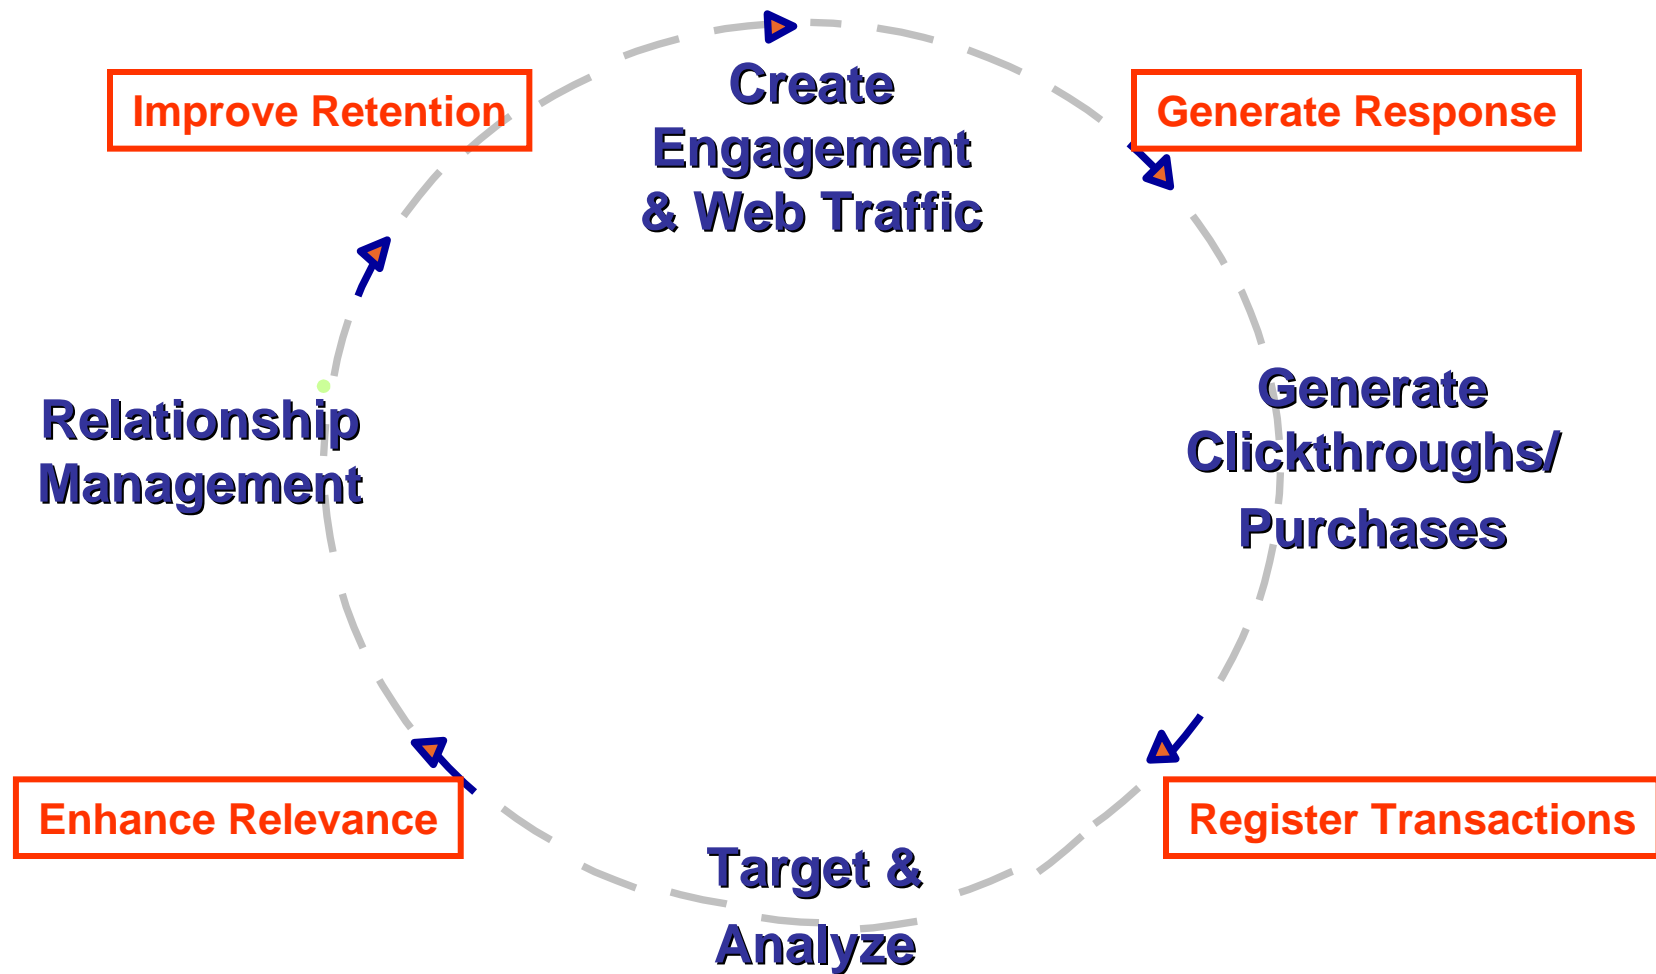 Create
Engagement
& Web Traffic
Improve Retention
Generate Response
Relationship
Management
Generate
Clickthroughs/
Purchases
Enhance Relevance
Register Transactions
Target &
Analyze